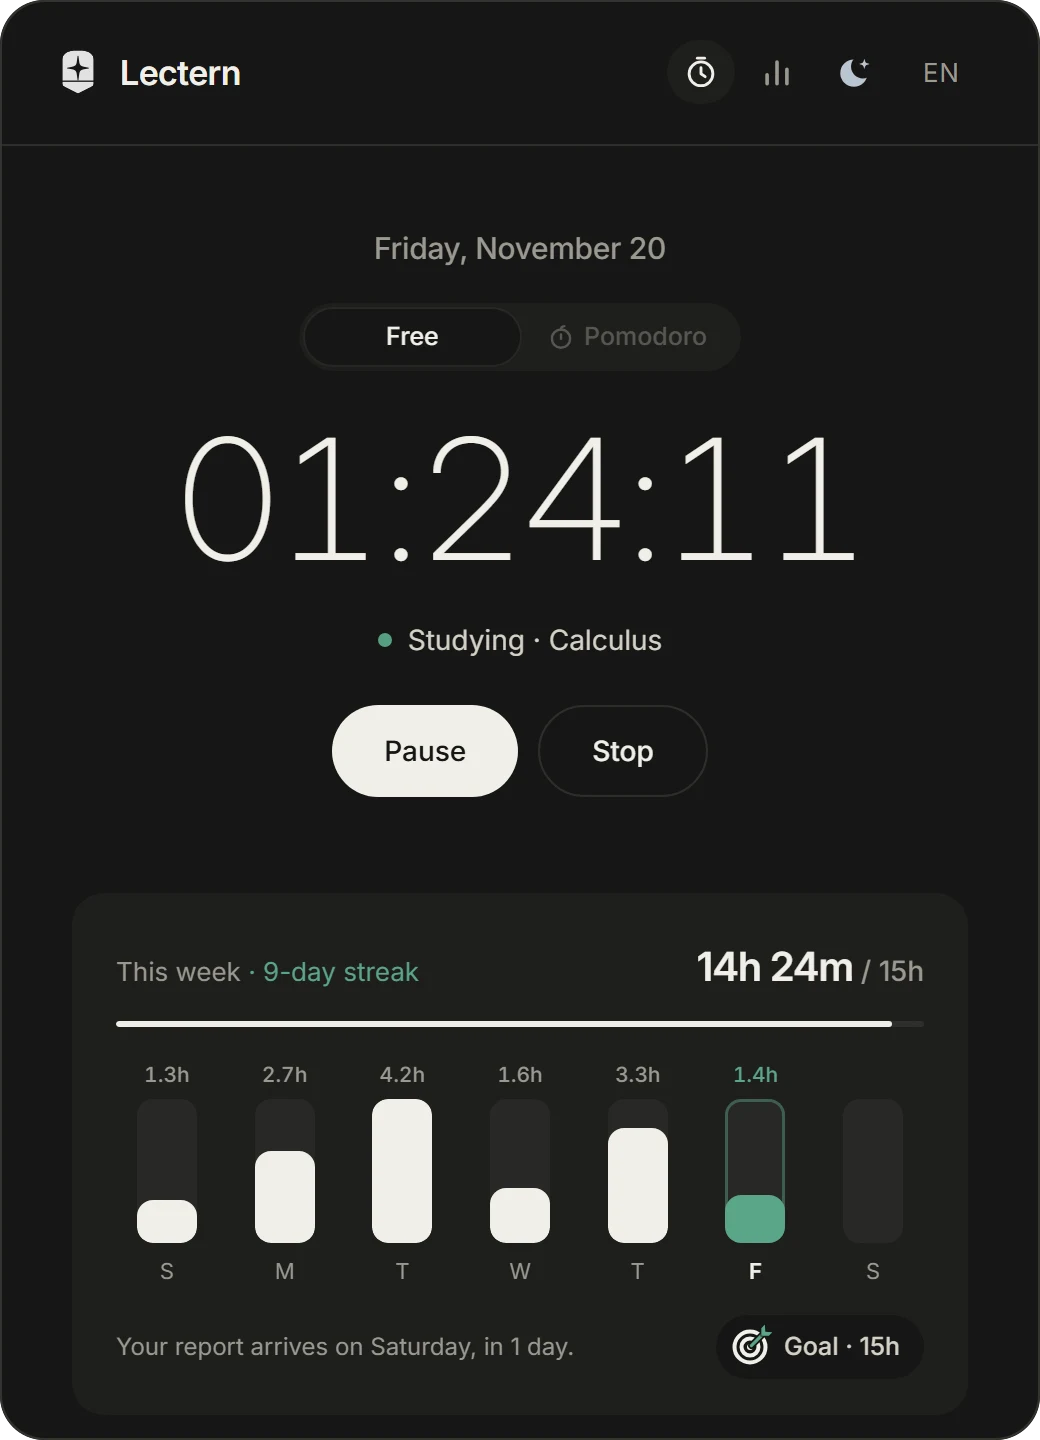 Lectern
EN
Friday, November 20
Free
Pomodoro
01:24:11
Studying · Calculus
Pause
Stop
This week · 9-day streak
14h 24m / 15h
1.3h 2.7h 4.2h 1.6h 3.3h 1.4h
S M T W T F S
Your report arrives on Saturday, in 1 day.
Goal · 15h